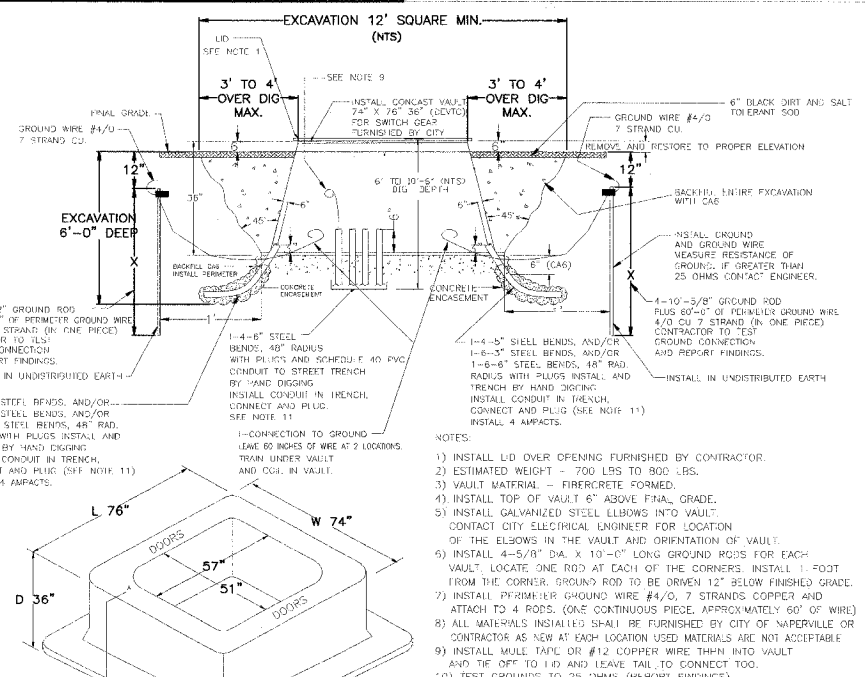 EXCAVATION 12' SQUARE MIN.
(NTS)
LID
SEE NOTE 1
SEE NOTE 9
3' TO 4'
OVER DIG
MAX.
INSTALL CONCAST VAULT
74" X 76" 36" (DEVTC)
FOR SWITCH GEAR
FURNISHED BY CITY
3' TO 4'
OVER DIG
MAX.
6" BLACK DIRT AND SALT
TOLERANT SOD
FINAL GRADE
GROUND WIRE #4/0
7 STRAND CU.
GROUND WIRE #4/0
7 STRAND CU.
REMOVE AND RESTORE TO PROPER ELEVATION
6"
6"
12"
12"
36"
6' TO 10'-6" (NTS)
DIG DEPTH
BACKFILL ENTIRE EXCAVATION
WITH CA6
EXCAVATION
6'-0" DEEP
45°
6"
6"
45°
X
X
INSTALL GROUND
AND GROUND WIRE
MEASURE RESISTANCE OF
GROUND. IF GREATER THAN
25 OHMS CONTACT ENGINEER.
BACKFILL CA6
INSTALL PERIMETER
CONCRETE
ENCASEMENT
CONCRETE
ENCASEMENT
6" (CA6)
1'
1'
GROUND ROD
OF PERIMETER GROUND WIRE
STRAND (IN ONE PIECE)
TO TEST
CONNECTION
FINDINGS.
IN UNDISTRIBUTED EARTH
4-10'-5/8" GROUND ROD
PLUS 60'-0" OF PERIMETER GROUND WIRE
4/0 CU 7 STRAND (IN ONE PIECE)
CONTRACTOR TO TEST
GROUND CONNECTION
AND REPORT FINDINGS.
INSTALL IN UNDISTRIBUTED EARTH
1-4-6" STEEL
BENDS, 48" RADIUS
WITH PLUGS AND SCHEDULE 40 PVC
CONDUIT TO STREET TRENCH
BY HAND DIGGING
INSTALL CONDUIT IN TRENCH,
CONNECT AND PLUG.
SEE NOTE 11
1-4-5" STEEL BENDS, AND/OR
1-6-3" STEEL BENDS, AND/OR
1-6-6" STEEL BENDS, 48" RAD.
RADIUS WITH PLUGS INSTALL AND
TRENCH BY HAND DIGGING
INSTALL CONDUIT IN TRENCH,
CONNECT AND PLUG (SEE NOTE 11)
INSTALL 4 AMPACTS.
STEEL BENDS, AND/OR
STEEL BENDS, AND/OR
STEEL BENDS, 48" RAD.
WITH PLUGS INSTALL AND
BY HAND DIGGING
CONDUIT IN TRENCH,
AND PLUG (SEE NOTE 11)
4 AMPACTS.
1-CONNECTION TO GROUND
LEAVE 60 INCHES OF WIRE AT 2 LOCATIONS.
TRAIN UNDER VAULT
AND COIL IN VAULT.
L 76"
W 74"
D 36"
DOORS
57"
51"
DOORS
NOTES:
1) INSTALL LID OVER OPENING FURNISHED BY CONTRACTOR.
2) ESTIMATED WEIGHT - 700 LBS TO 800 LBS.
3) VAULT MATERIAL - FIBERCRETE FORMED.
4) INSTALL TOP OF VAULT 6" ABOVE FINAL GRADE.
5) INSTALL GALVANIZED STEEL ELBOWS INTO VAULT.
CONTACT CITY ELECTRICAL ENGINEER FOR LOCATION
OF THE ELBOWS IN THE VAULT AND ORIENTATION OF VAULT.
6) INSTALL 4-5/8" DIA. X 10'-0" LONG GROUND RODS FOR EACH
VAULT. LOCATE ONE ROD AT EACH OF THE CORNERS. INSTALL 1-FOOT
FROM THE CORNER. GROUND ROD TO BE DRIVEN 12" BELOW FINISHED GRADE.
7) INSTALL PERIMETER GROUND WIRE #4/0, 7 STRANDS COPPER AND
ATTACH TO 4 RODS. (ONE CONTINUOUS PIECE. APPROXIMATELY 60' OF WIRE)
8) ALL MATERIALS INSTALLED SHALL BE FURNISHED BY CITY OF NAPERVILLE OR
CONTRACTOR AS NEW AT EACH LOCATION USED MATERIALS ARE NOT ACCEPTABLE
9) INSTALL MULE TAPE OR #12 COPPER WIRE THHN INTO VAULT
AND TIE OFF TO LID AND LEAVE TAIL TO CONNECT TOO.
10) TEST GROUNDS TO 25 OHMS (REPORT FINDINGS)